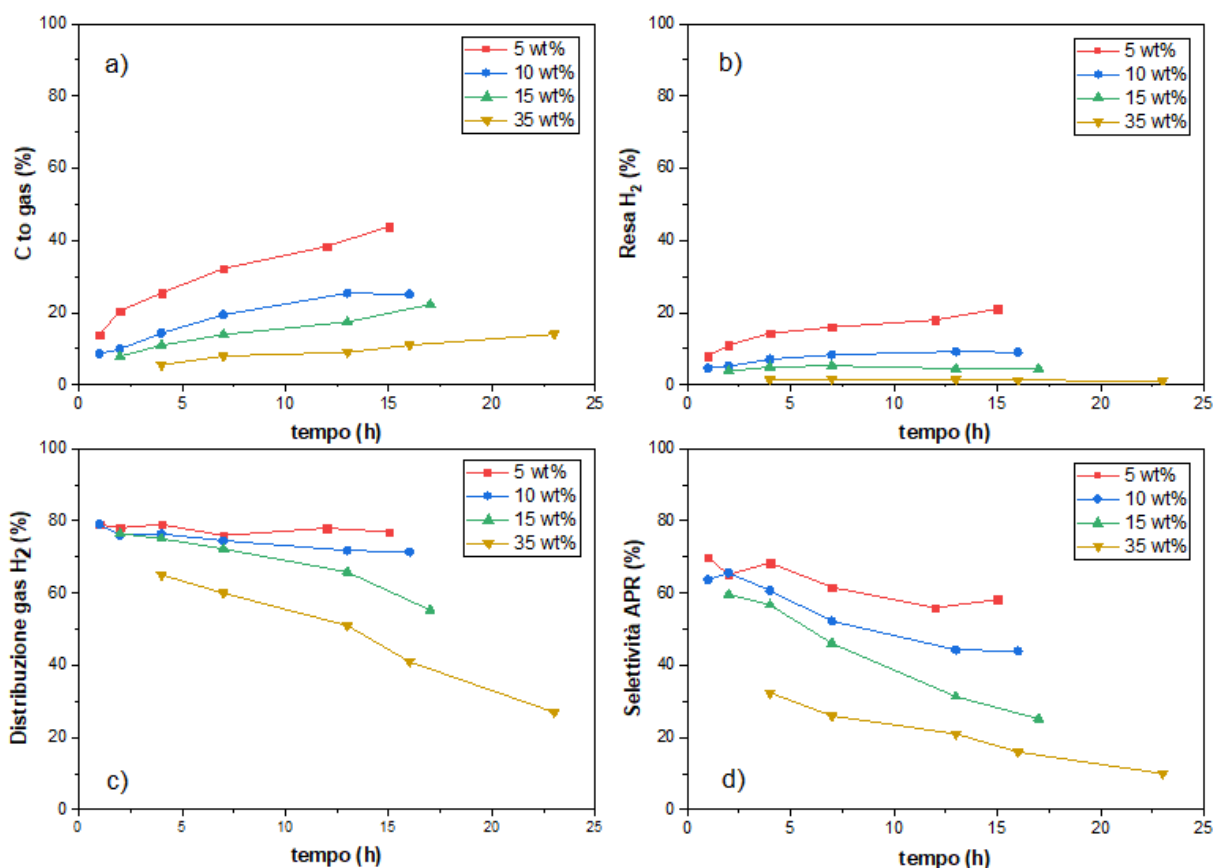 a)
C to gas (%)
100
80
60
40
20
0
0
5
10
15
20
25
tempo (h)
5 wt%
10 wt%
15 wt%
35 wt%
b)
Resa H2 (%)
100
80
60
40
20
0
0
5
10
15
20
25
tempo (h)
5 wt%
10 wt%
15 wt%
35 wt%
c)
Distribuzione gas H2 (%)
100
80
60
40
20
0
0
5
10
15
20
25
tempo (h)
5 wt%
10 wt%
15 wt%
35 wt%
d)
Selettività APR (%)
100
80
60
40
20
0
0
5
10
15
20
25
tempo (h)
5 wt%
10 wt%
15 wt%
35 wt%